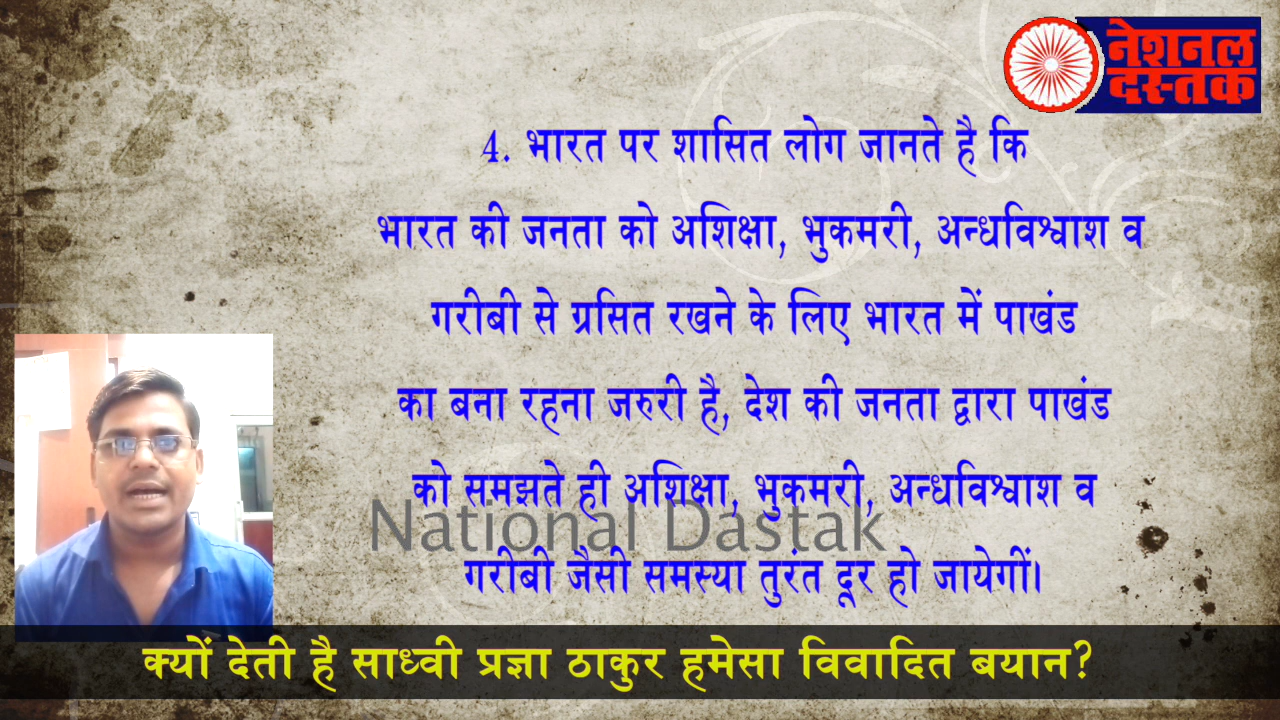 नेशनल
दस्तक
4. भारत पर शासित लोग जानते है कि
भारत की जनता को अशिक्षा, भुकमरी, अन्धविश्वाश व
गरीबी से ग्रसित रखने के लिए भारत में पाखंड
का बना रहना जरुरी है, देश की जनता द्वारा पाखंड
को समझते ही अशिक्षा, भुकमरी, अन्धविश्वाश व
National Dastak
गरीबी जैसी समस्या तुरंत दूर हो जायेगीं।
क्यों देती है साध्वी प्रज्ञा ठाकुर हमेसा विवादित बयान?